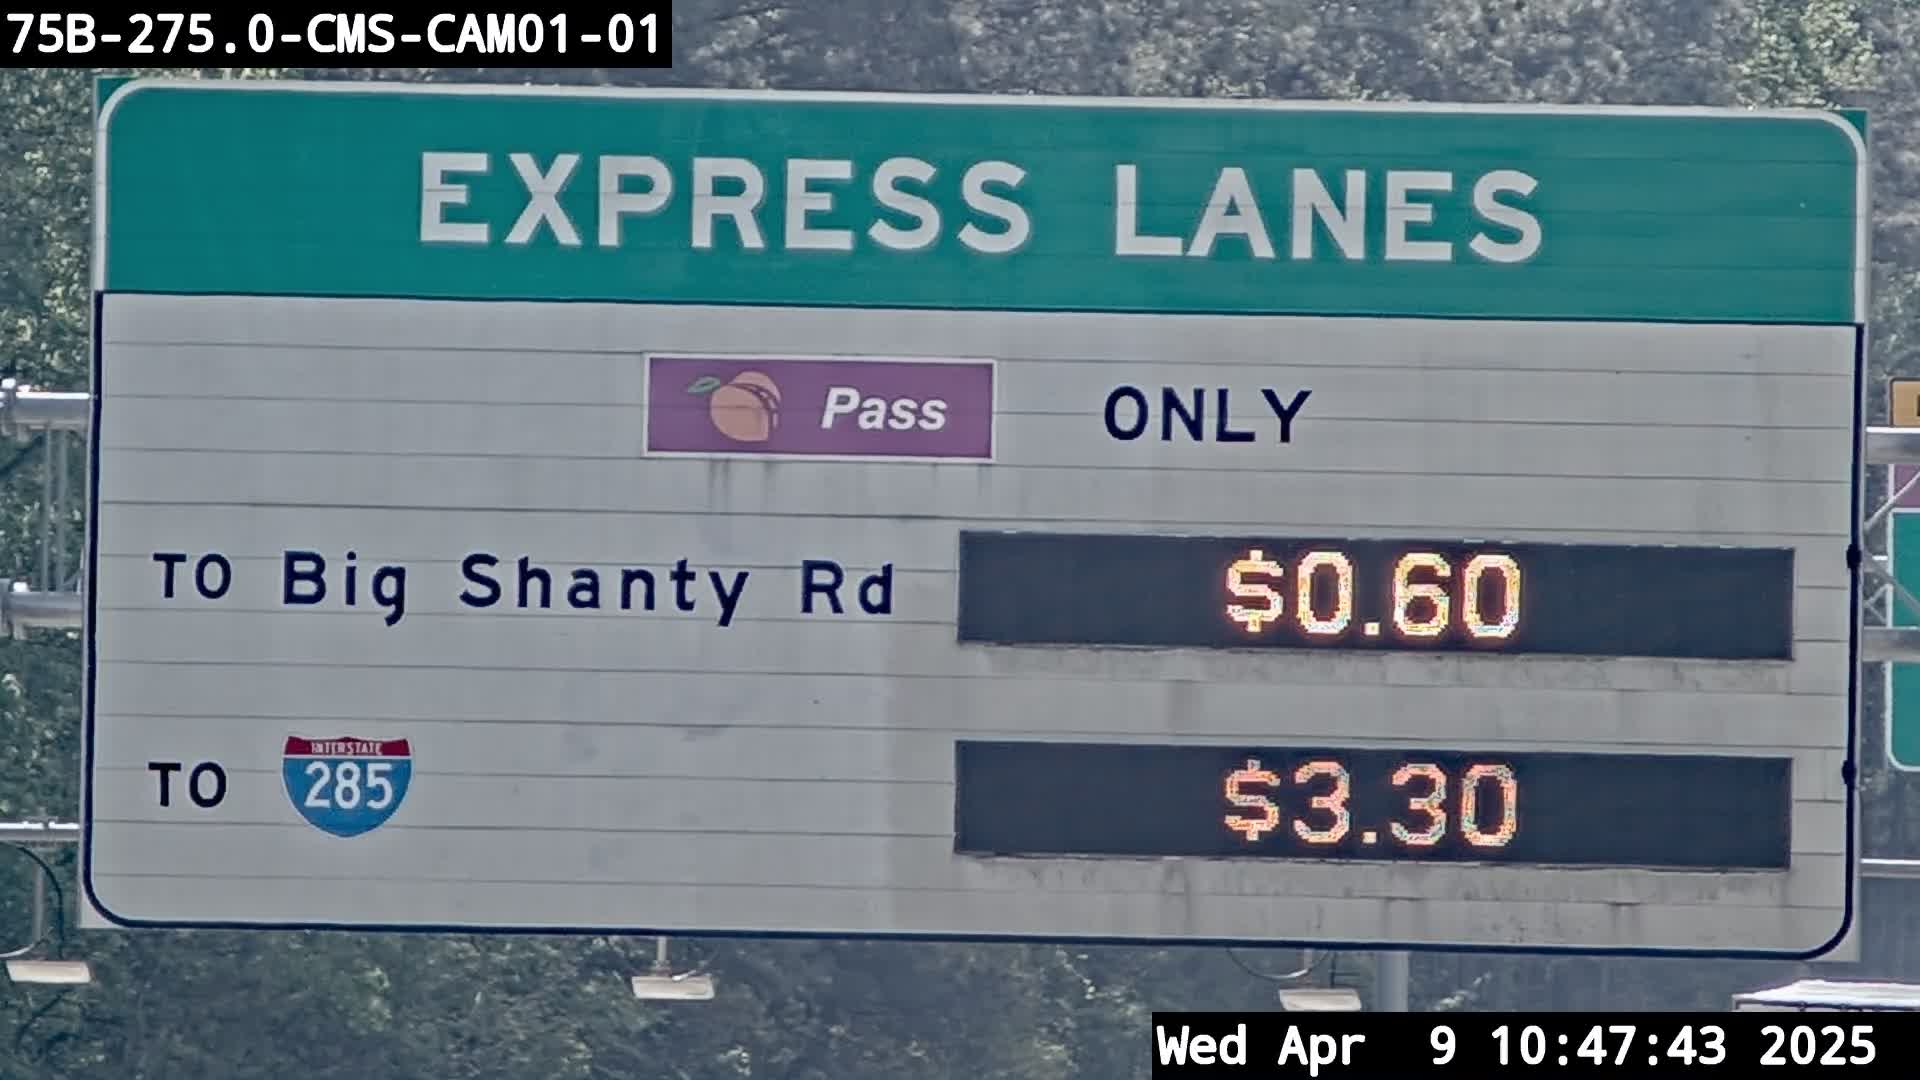 75B-275.0-CMS-CAM01-01
EXPRESS LANES
Pass ONLY
TO Big Shanty Rd $0.60
INTERSTATE
TO 285 $3.30
Wed Apr 9 10:47:43 2025